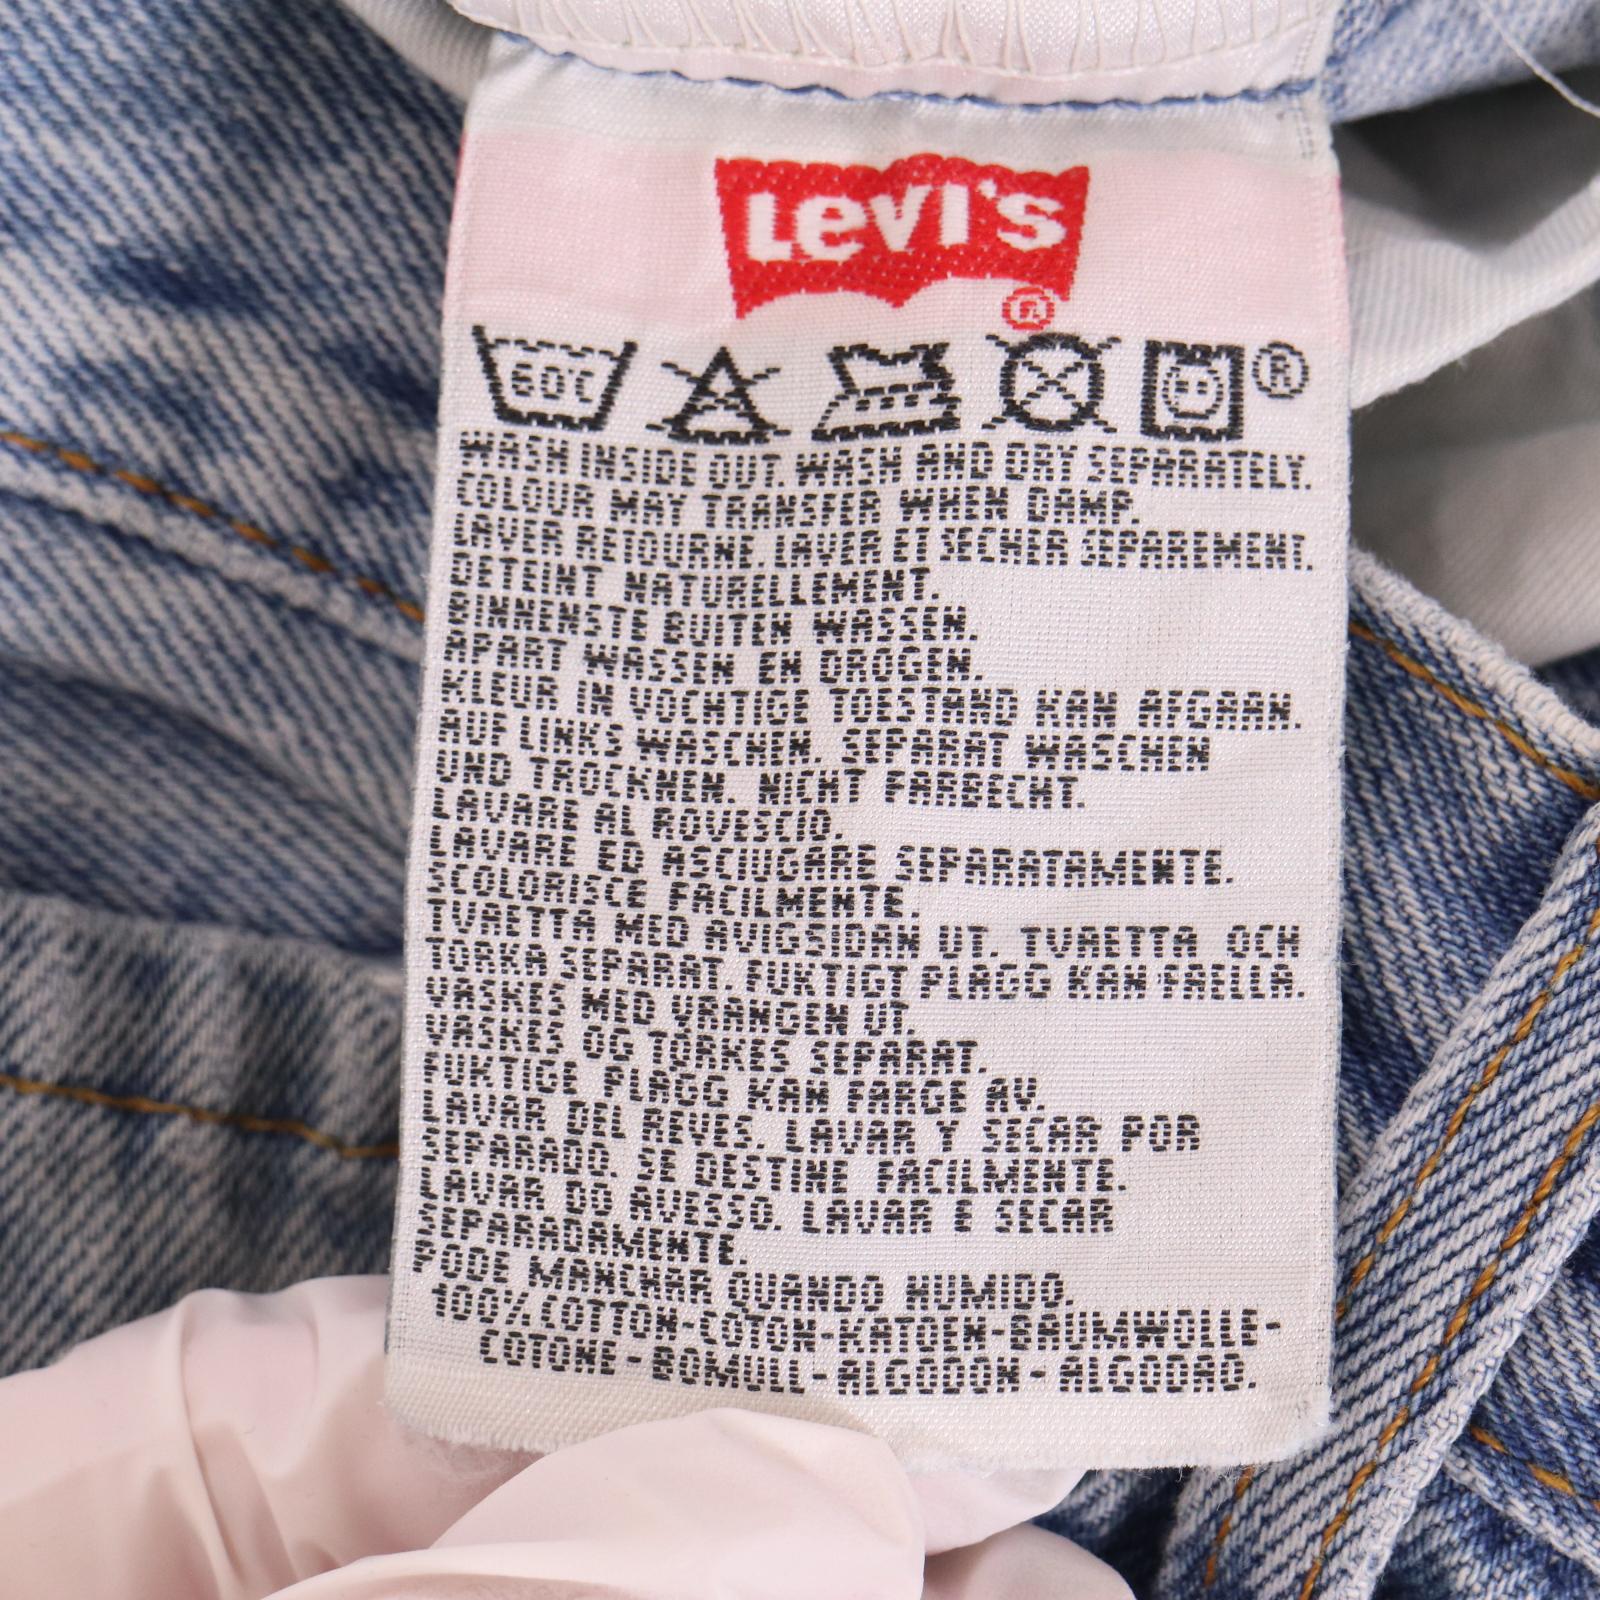 Levi's
®
60°C
®
WASH INSIDE OUT. WASH AND DRY SEPARATELY.
COLOUR MAY TRANSFER WHEN DAMP.
LAVER RETOURNE. LAVER ET SECHER SEPAREMENT.
DETEINT NATURELLEMENT.
BINNENSTE BUITEN WASSEN.
APART WASSEN EN DROGEN.
KLEUR IN VOCHTIGE TOESTAND KAN AFGAAN.
AUF LINKS WASCHEN. SEPARAT WASCHEN
UND TROCKNEN. NICHT FARBECHT.
LAVARE AL ROVESCIO.
LAVARE ED ASCIUGARE SEPARATAMENTE.
SCOLORISCE FACILMENTE.
TVAETTA MED AVIGSIDAN UT. TVAETTA OCH
TORKA SEPARAT. FUKTIGT PLAGG KAN FAELLA.
VASKES MED VRANGEN UT.
VASKES OG TORKES SEPARAT.
FUKTIGE PLAGG KAN FARGE AV.
LAVAR DEL REVES. LAVAR Y SECAR POR
SEPARADO. SE DESTINE FACILMENTE.
LAVAR DO AVESSO. LAVAR E SECAR
SEPARADAMENTE.
PODE MANCHAR QUANDO HUMIDO.
100% COTTON-COTON-KATOEN-BAUMWOLLE-
COTONE-BOMULL-ALGODON-ALGODAO.